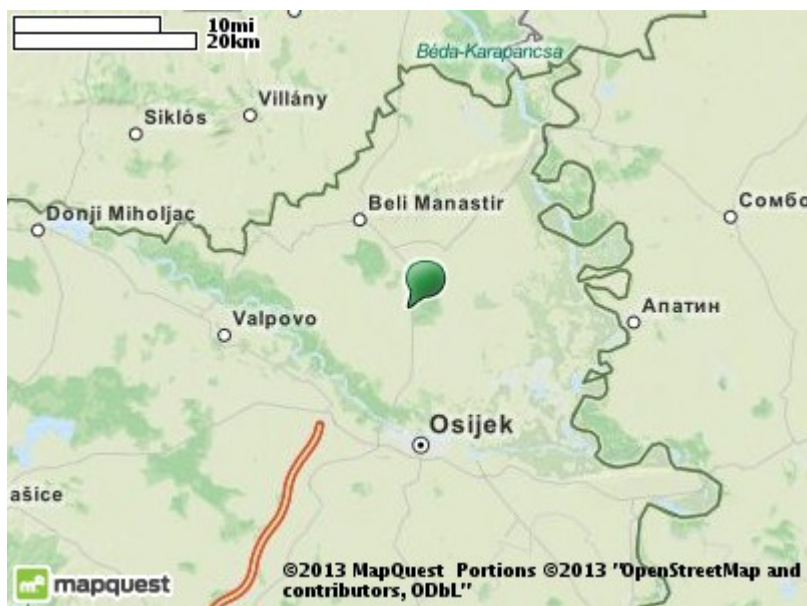 10mi
20km
Béda-Karapancsa
Villány
Siklós
Beli Manastir
Сомбо
Donji Miholjac
Апатин
Valpovo
Osijek
ašice
mapquest
©2013 MapQuest Portions ©2013 "OpenStreetMap and
contributors, ODbL"